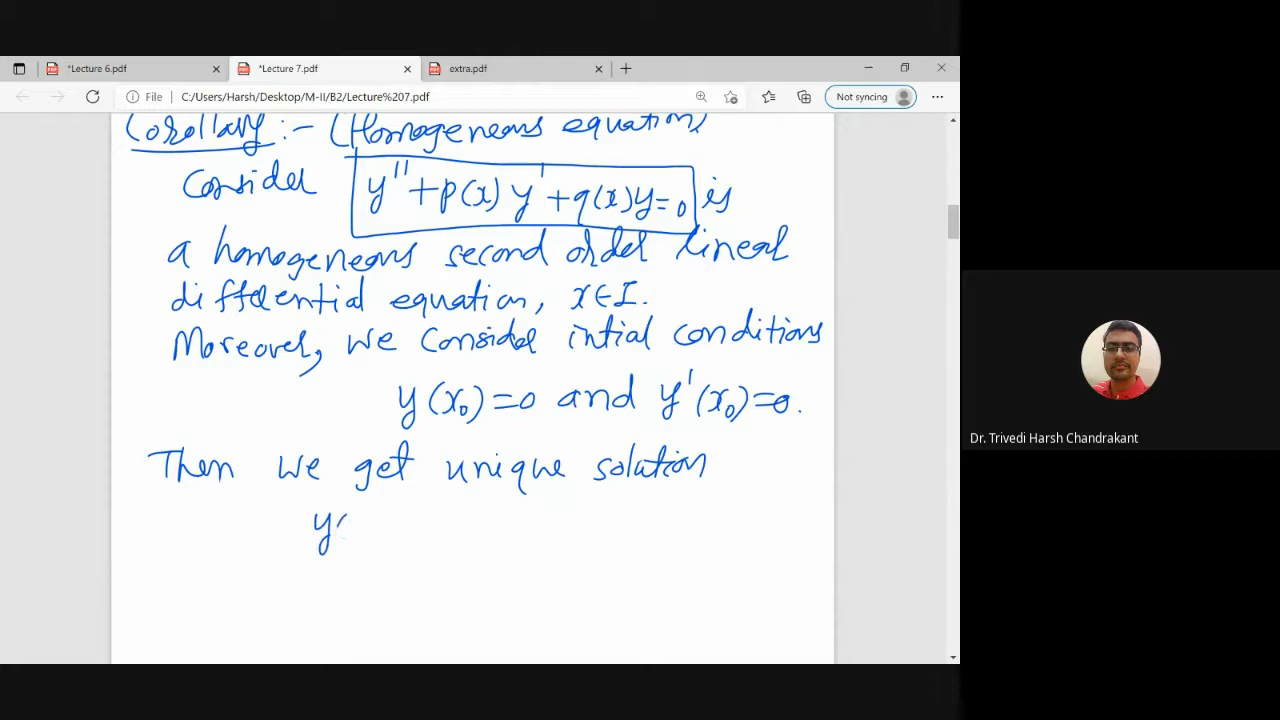 *Lecture 6.pdf
*Lecture 7.pdf
extra.pdf
File C:/Users/Harsh/Desktop/M-II/B2/Lecture%207.pdf
Not syncing
Corollary :- (Homogeneous equation)
Consider y'' + p(x) y' + q(x)y = 0 is
a homogeneous second order linear
differential equation, x ∈ I.
Moreover, we consider intial conditions
y(x₀) = 0 and y'(x₀) = 0.
Then we get unique solution
y(
Dr. Trivedi Harsh Chandrakant